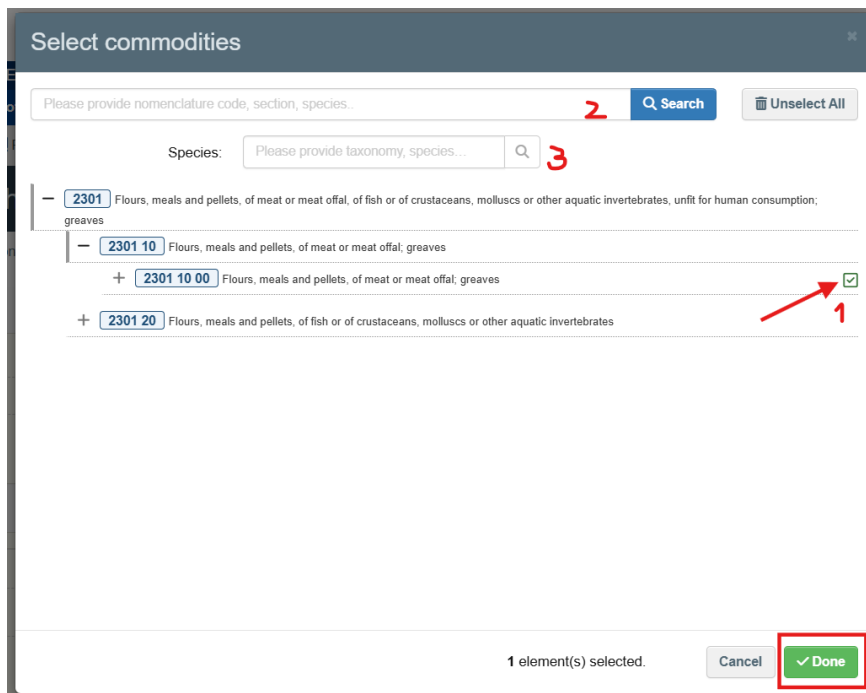 Select commodities
×
Please provide nomenclature code, section, species.. 2 Search Unselect All
Species: Please provide taxonomy, species... 3
2301 Flours, meals and pellets, of meat or meat offal, of fish or of crustaceans, molluscs or other aquatic invertebrates, unfit for human consumption;
greaves
2301 10 Flours, meals and pellets, of meat or meat offal; greaves
2301 10 00 Flours, meals and pellets, of meat or meat offal; greaves
1
2301 20 Flours, meals and pellets, of fish or of crustaceans, molluscs or other aquatic invertebrates
1 element(s) selected. Cancel Done